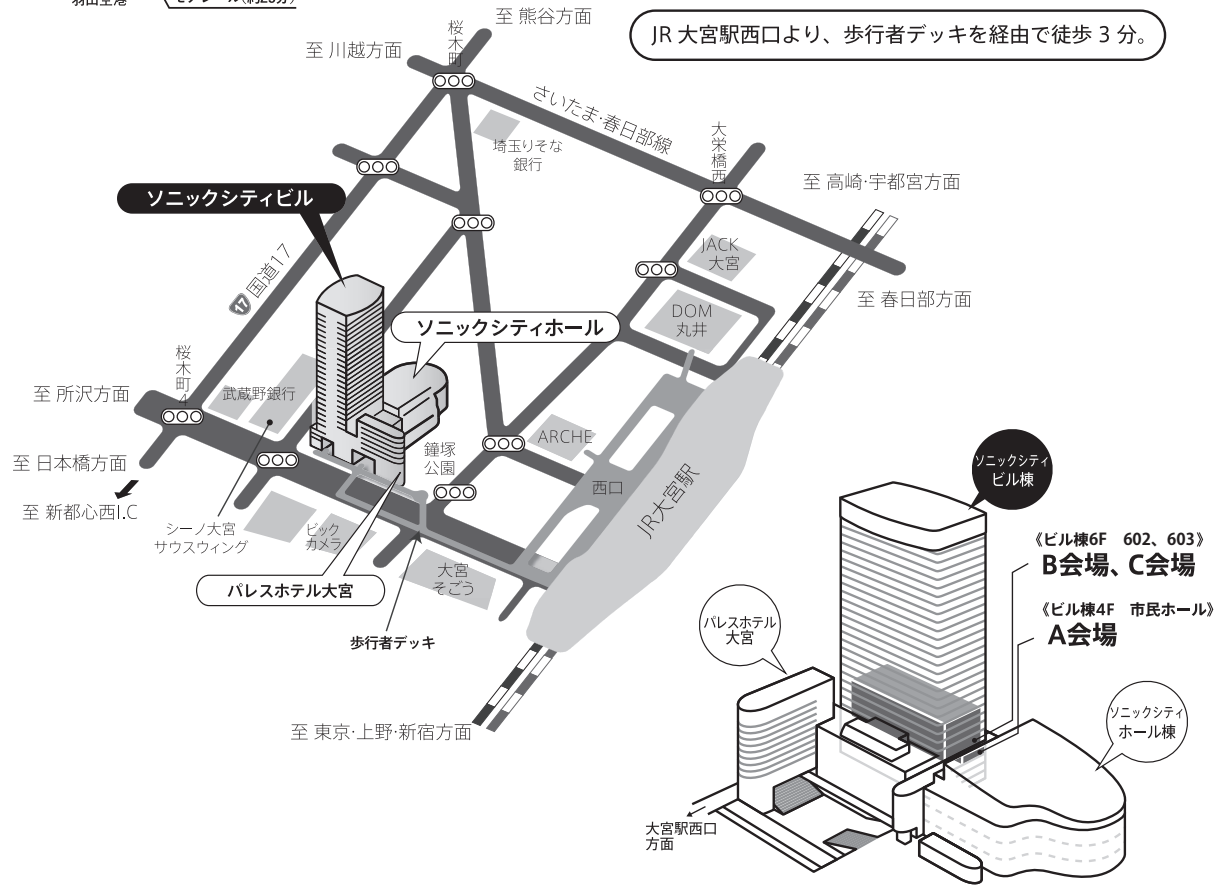 羽田空港
JR 大宮駅西口より、歩行者デッキを経由で徒歩 3 分。
至 熊谷方面
桜木町
至 川越方面
さいたま・春日部線
埼玉りそな
銀行
大栄橋西
至 高崎・宇都宮方面
ソニックシティビル
JACK
大宮
17
国道17
至 春日部方面
DOM
丸井
ソニックシティホール
桜木町4
武蔵野銀行
至 所沢方面
ARCHE
鐘塚
公園
至 日本橋方面
西口
JR大宮駅
至 新都心西I.C
シーノ大宮
サウスウィング
ビック
カメラ
大宮
そごう
パレスホテル大宮
歩行者デッキ
至 東京・上野・新宿方面
ソニックシティ
ビル棟
《ビル棟6F 602、603》
B会場、C会場
《ビル棟4F 市民ホール》
A会場
パレスホテル
大宮
ソニックシティ
ホール棟
大宮駅西口
方面